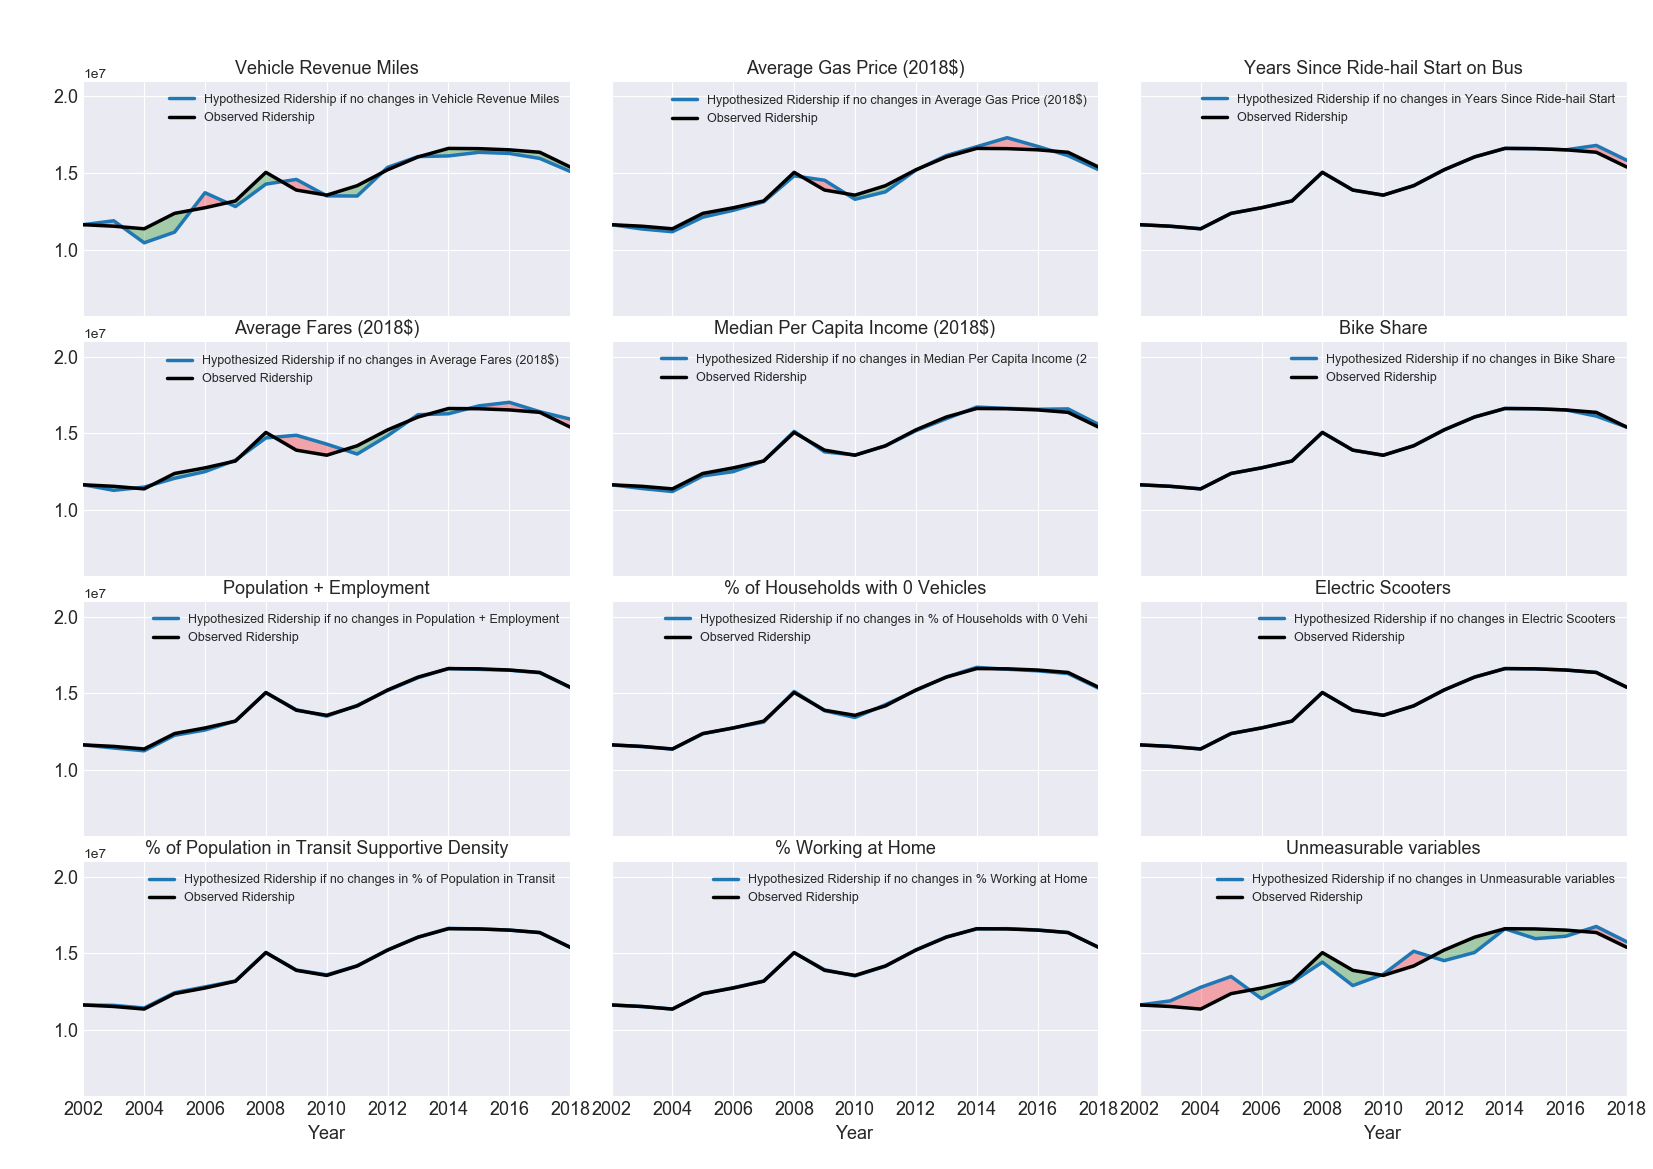 Vehicle Revenue Miles
1e7
2.0
1.5
1.0
Hypothesized Ridership if no changes in Vehicle Revenue Miles
Observed Ridership
Average Gas Price (2018$)
Hypothesized Ridership if no changes in Average Gas Price (2018$)
Observed Ridership
Years Since Ride-hail Start on Bus
Hypothesized Ridership if no changes in Years Since Ride-hail Start
Observed Ridership
Average Fares (2018$)
1e7
2.0
1.5
1.0
Hypothesized Ridership if no changes in Average Fares (2018$)
Observed Ridership
Median Per Capita Income (2018$)
Hypothesized Ridership if no changes in Median Per Capita Income (2
Observed Ridership
Bike Share
Hypothesized Ridership if no changes in Bike Share
Observed Ridership
Population + Employment
1e7
2.0
1.5
1.0
Hypothesized Ridership if no changes in Population + Employment
Observed Ridership
% of Households with 0 Vehicles
Hypothesized Ridership if no changes in % of Households with 0 Vehi
Observed Ridership
Electric Scooters
Hypothesized Ridership if no changes in Electric Scooters
Observed Ridership
% of Population in Transit Supportive Density
1e7
2.0
1.5
1.0
Hypothesized Ridership if no changes in % of Population in Transit
Observed Ridership
2002 2004 2006 2008 2010 2012 2014 2016 2018
Year
% Working at Home
Hypothesized Ridership if no changes in % Working at Home
Observed Ridership
2002 2004 2006 2008 2010 2012 2014 2016 2018
Year
Unmeasurable variables
Hypothesized Ridership if no changes in Unmeasurable variables
Observed Ridership
2002 2004 2006 2008 2010 2012 2014 2016 2018
Year